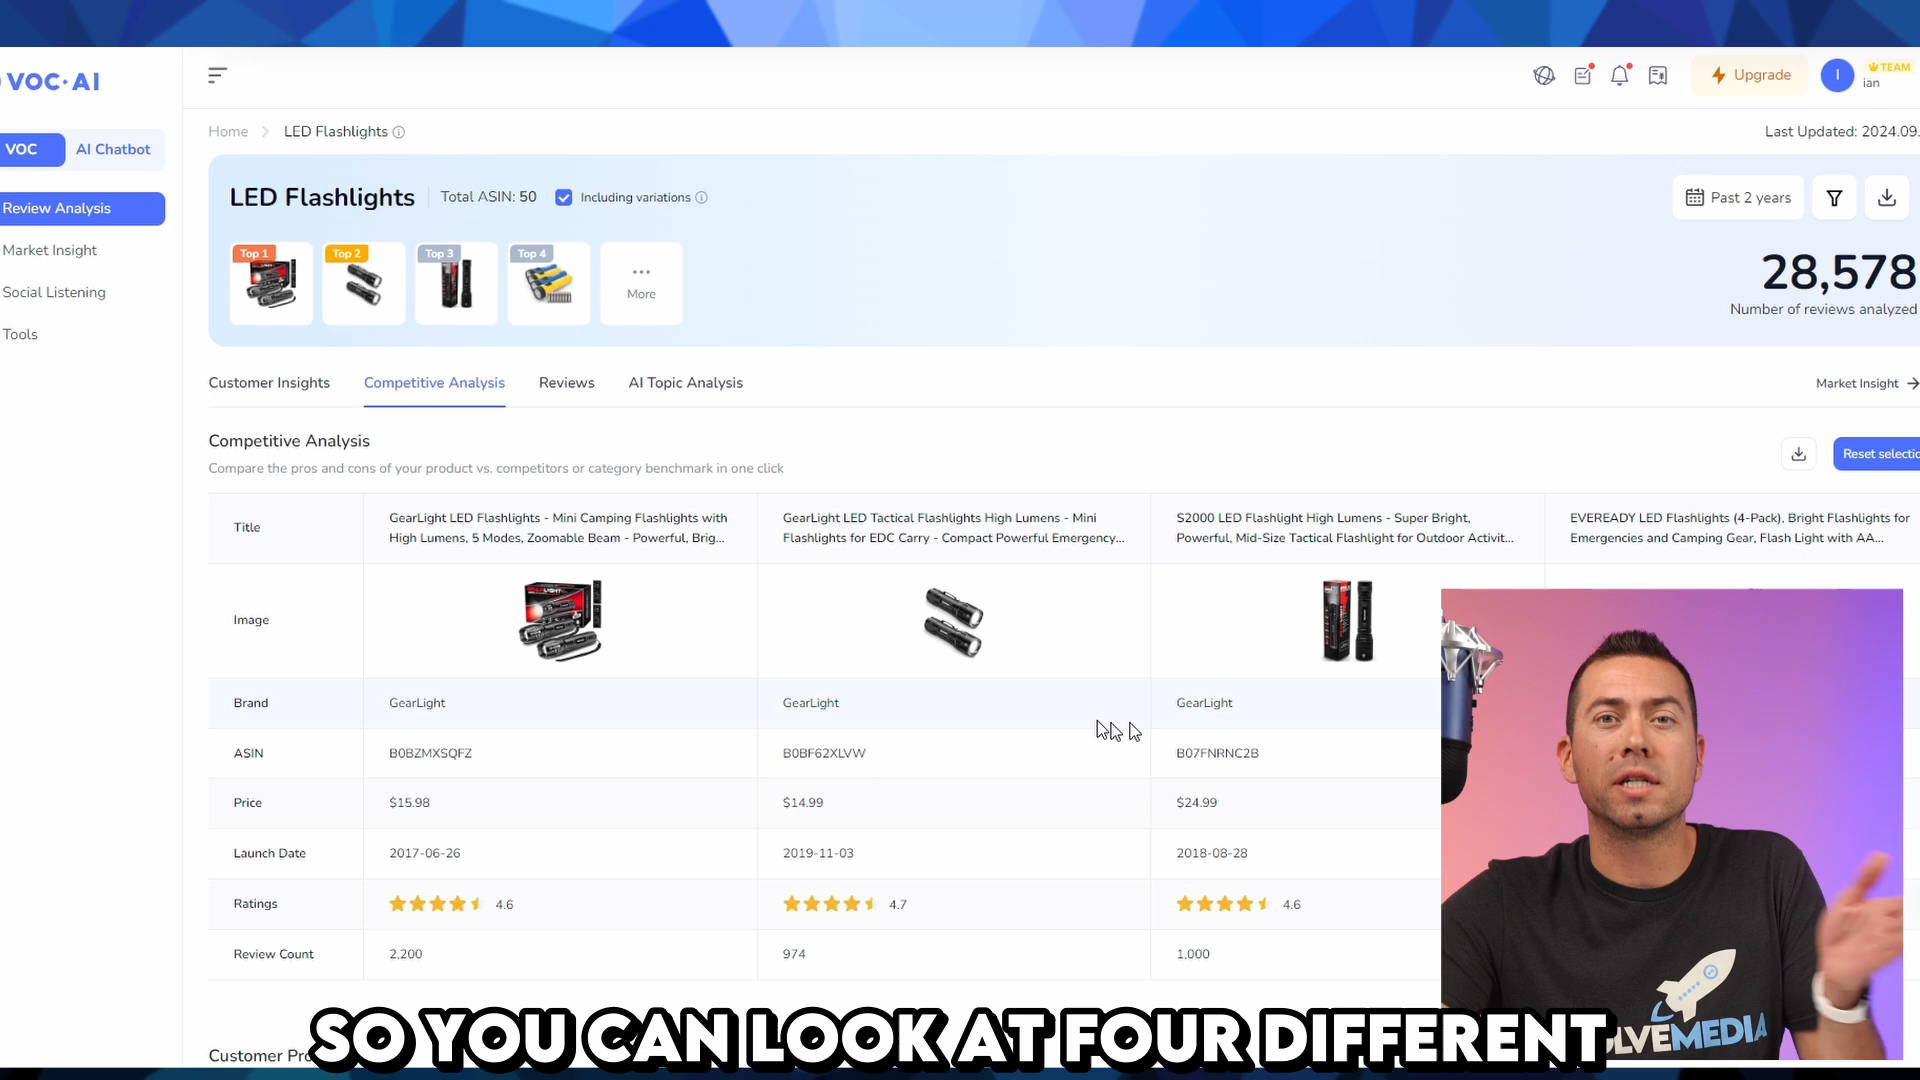 VOC·AI
Upgrade
I
TEAM
ian
VOC
AI Chatbot
Review Analysis
Market Insight
Social Listening
Tools
Home
LED Flashlights
Last Updated: 2024.09.
LED Flashlights
Total ASIN: 50
Including variations
Past 2 years
Top 1
Top 2
Top 3
Top 4
More
28,578
Number of reviews analyzed
Customer Insights
Competitive Analysis
Reviews
AI Topic Analysis
Market Insight
Competitive Analysis
Compare the pros and cons of your product vs. competitors or category benchmark in one click
Reset selectio
Title
GearLight LED Flashlights - Mini Camping Flashlights with
High Lumens, 5 Modes, Zoomable Beam - Powerful, Brig...
GearLight LED Tactical Flashlights High Lumens - Mini
Flashlights for EDC Carry - Compact Powerful Emergency...
S2000 LED Flashlight High Lumens - Super Bright,
Powerful, Mid-Size Tactical Flashlight for Outdoor Activit...
EVEREADY LED Flashlights (4-Pack), Bright Flashlights for
Emergencies and Camping Gear, Flash Light with AA...
Image
Brand
GearLight
GearLight
GearLight
ASIN
B0BZMXSQFZ
B0BF62XLVW
B07FNRNC2B
Price
$15.98
$14.99
$24.99
Launch Date
2017-06-26
2019-11-03
2018-08-28
Ratings
4.6
4.7
4.6
Review Count
2,200
974
1,000
Customer Pro
SO YOU CAN LOOK AT FOUR DIFFERENT
LVEMEDIA